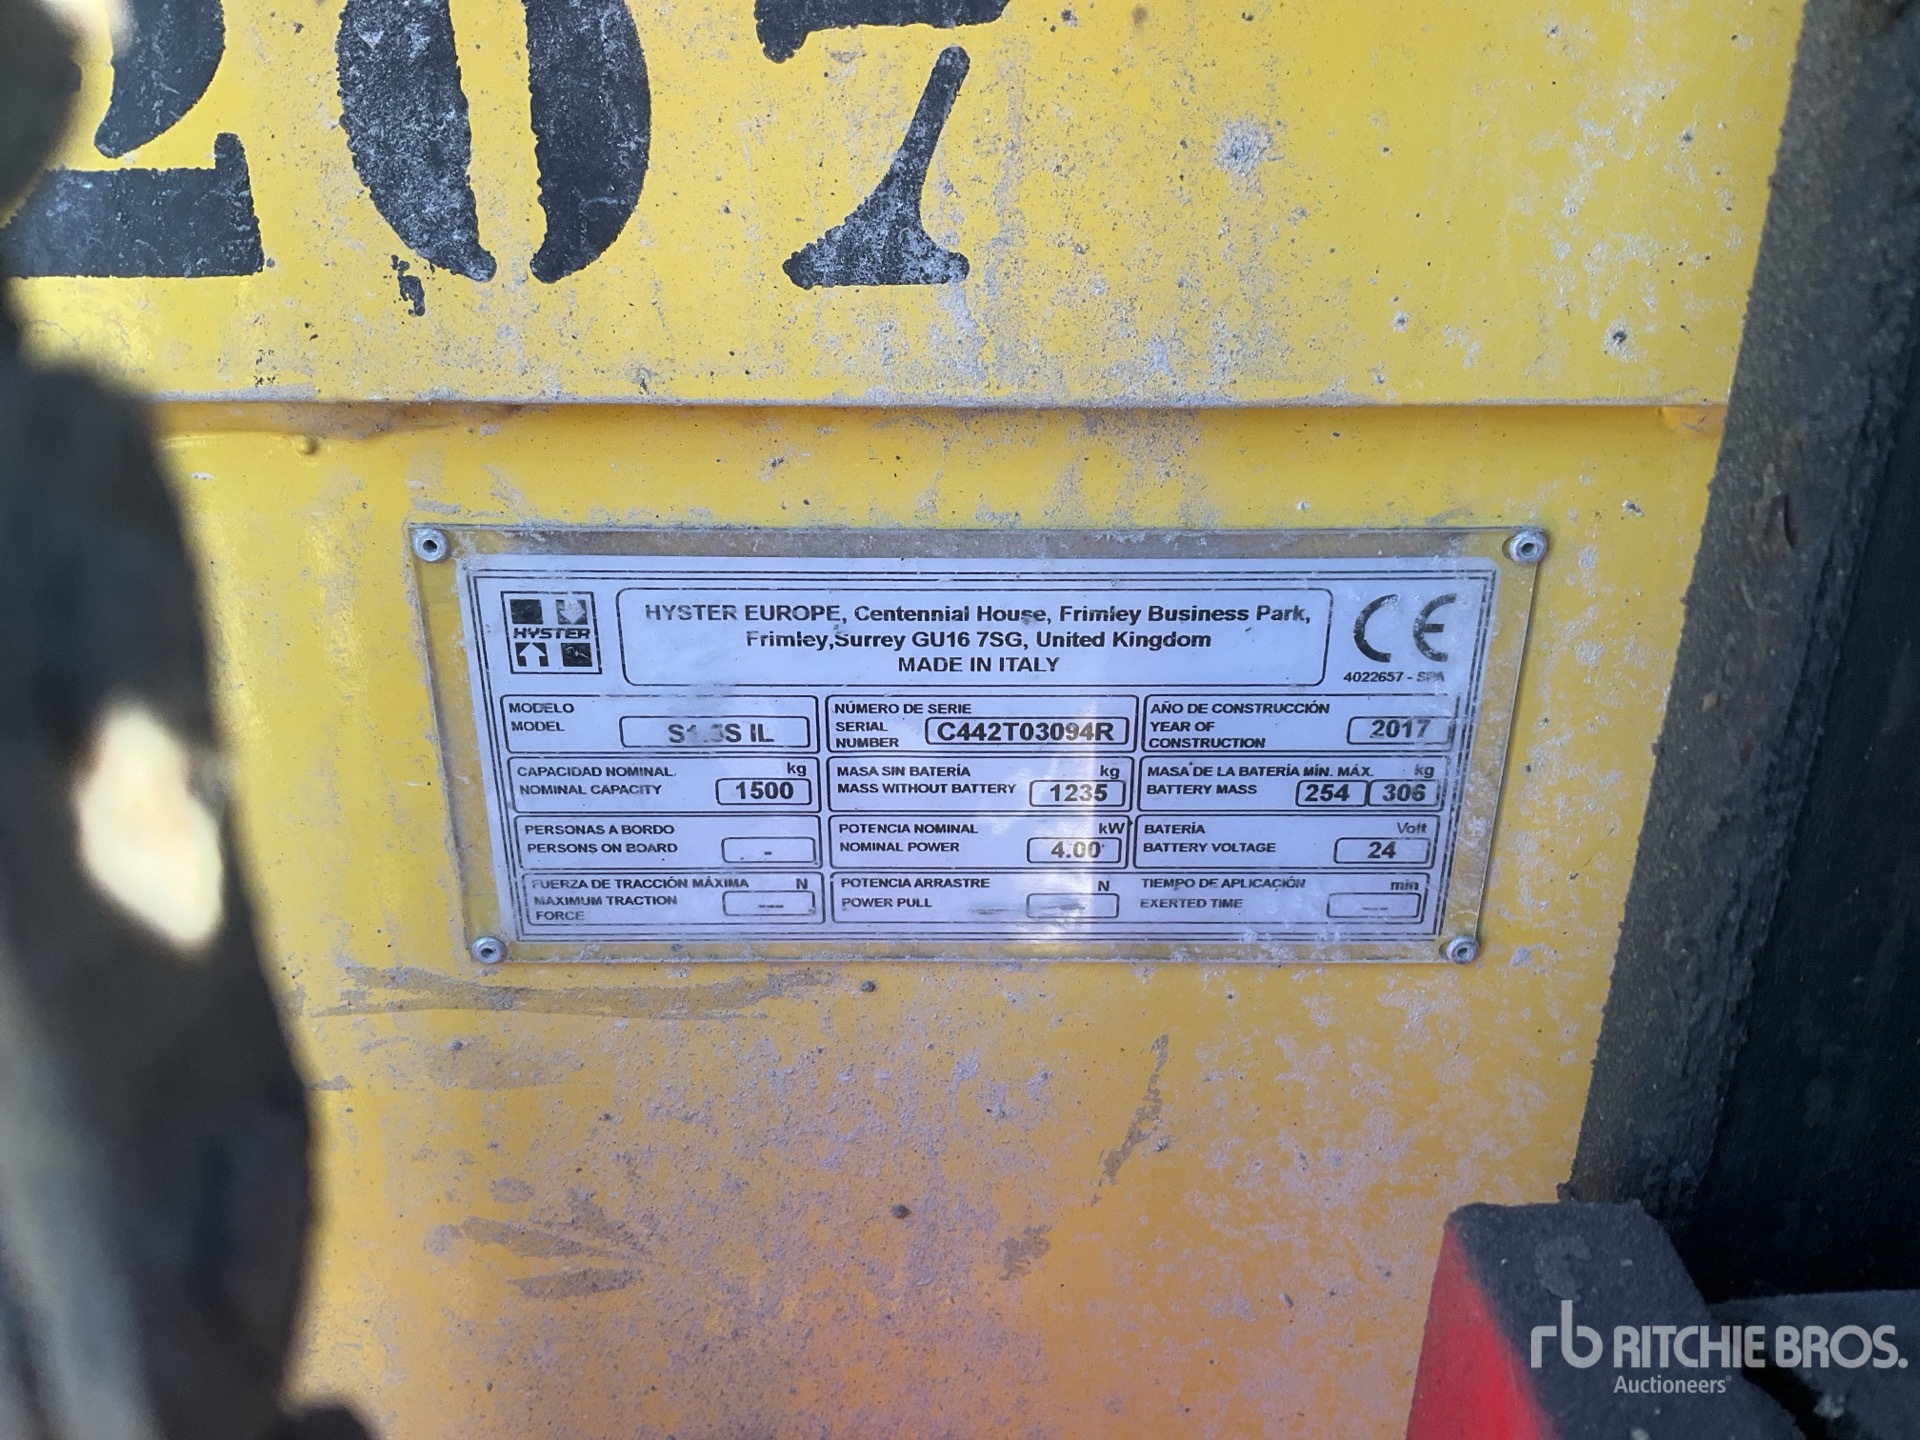 207
HYSTER
HYSTER EUROPE, Centennial House, Frimley Business Park,
Frimley,Surrey GU16 7SG, United Kingdom
MADE IN ITALY
CE
4022657 - SPA
MODELO
MODEL
S1.5S IL
NÚMERO DE SERIE
SERIAL
NUMBER
C442T03094R
AÑO DE CONSTRUCCIÓN
YEAR OF
CONSTRUCTION
2017
CAPACIDAD NOMINAL
kg
NOMINAL CAPACITY
1500
MASA SIN BATERÍA
kg
MASS WITHOUT BATTERY
1235
MASA DE LA BATERÍA MÍN. MÁX.
kg
BATTERY MASS
254
306
PERSONAS A BORDO
PERSONS ON BOARD
-
POTENCIA NOMINAL
kW
NOMINAL POWER
4.00
BATERÍA
Volt
BATTERY VOLTAGE
24
FUERZA DE TRACCIÓN MÁXIMA
N
MAXIMUM TRACTION
FORCE
---
POTENCIA ARRASTRE
N
POWER PULL
TIEMPO DE APLICACIÓN
min
EXERTED TIME
rb RITCHIE BROS.
Auctioneers